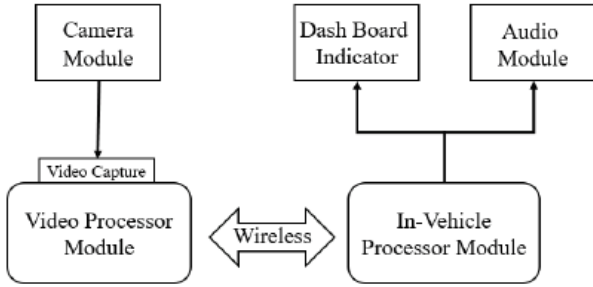 Camera
Module
Dash Board
Indicator
Audio
Module
Video Capture
Video Processor
Module
Wireless
In-Vehicle
Processor Module